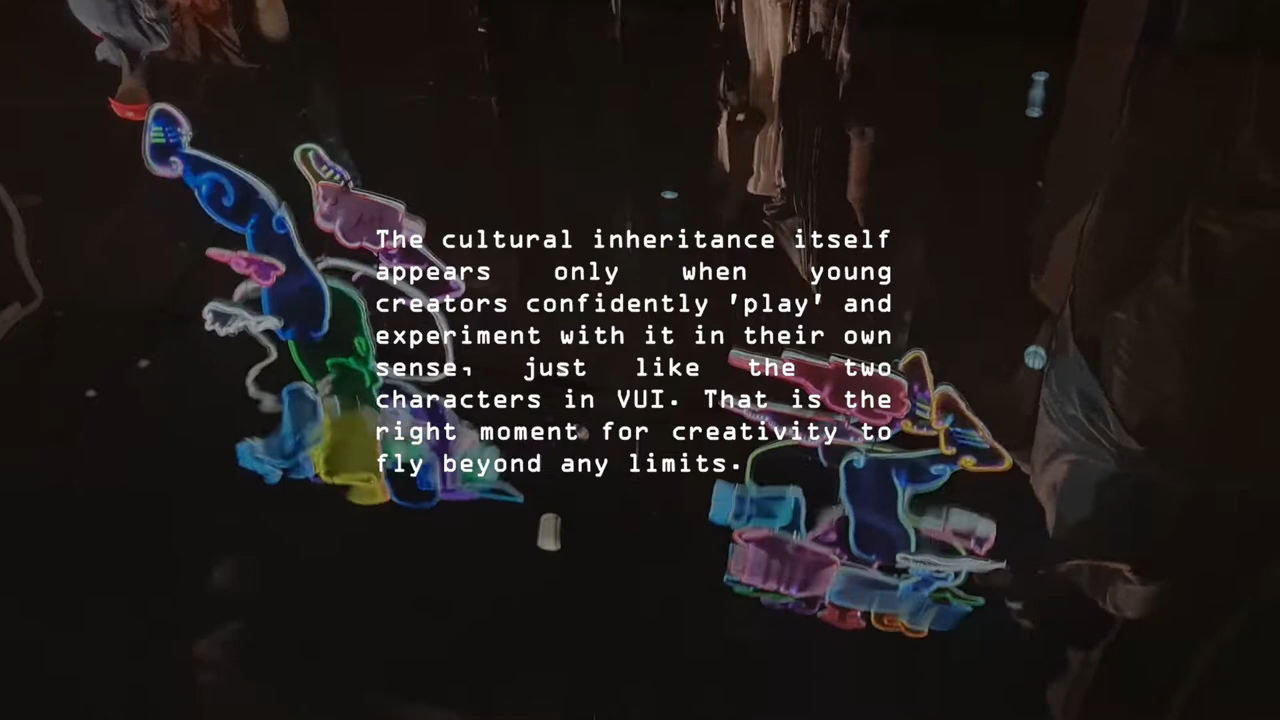 The cultural inheritance itself
appears only when young
creators confidently 'play' and
experiment with it in their own
sense, just like the two
characters in VUI. That is the
right moment for creativity to
fly beyond any limits.